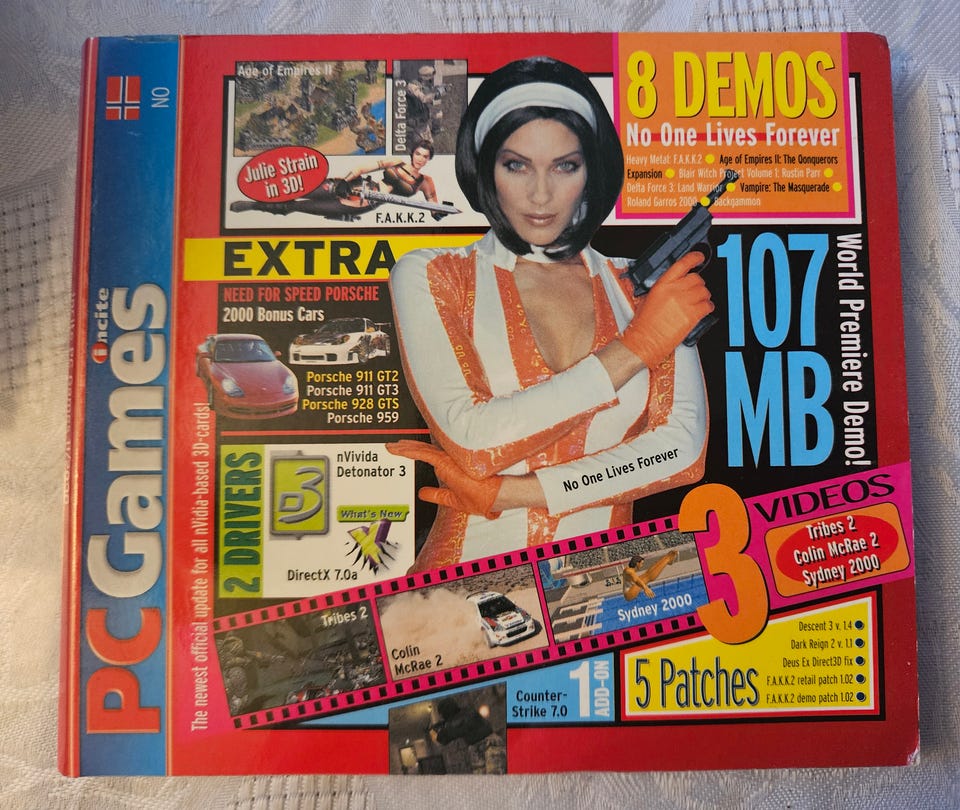 NO
incite
PC Games
The newest official update for all nVidia-based 3D-cards!
Age of Empires II
Delta Force 3
Julie Strain
in 3D!
F.A.K.K.2
8 DEMOS
No One Lives Forever
Heavy Metal: F.A.K.K.2 ● Age of Empires II: The Qonquerors
Expansion ● Blair Witch Project Volume 1: Rustin Parr ●
Delta Force 3: Land Warrior ● Vampire: The Masquerade ●
Roland Garros 2000 ● Backgammon
EXTRA
NEED FOR SPEED PORSCHE
2000 Bonus Cars
Porsche 911 GT2
Porsche 911 GT3
Porsche 928 GTS
Porsche 959
107
MB
World Premiere Demo!
2 DRIVERS
D3
nVivida
Detonator 3
What's New
DirectX 7.0a
No One Lives Forever
3 VIDEOS
Tribes 2
Colin McRae 2
Sydney 2000
Tribes 2
Colin
McRae 2
Sydney 2000
Counter-
Strike 7.0
1 ADD-ON
5 Patches
Descent 3 v. 1.4
Dark Reign 2 v. 1.1
Deus Ex Direct3D fix
F.A.K.K.2 retail patch 1.02
F.A.K.K.2 demo patch 1.02